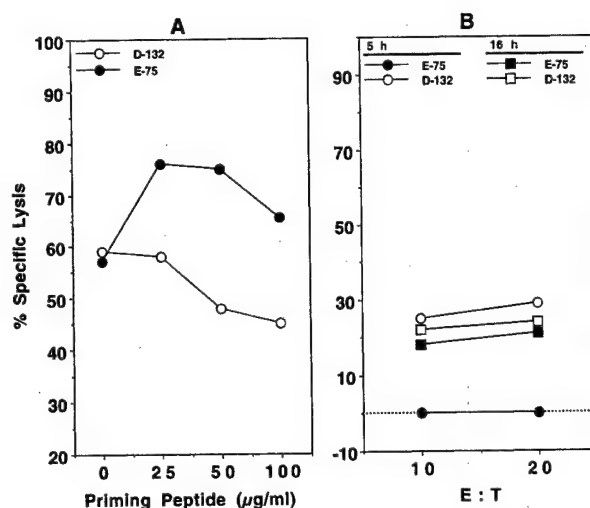 A
B
100
90
80
70
60
50
40
30
20
% Specific Lysis
D-132
E-75
0 25 50 100
Priming Peptide (µg/ml)
5 h 16 h
E-75 E-75
D-132 D-132
90
70
50
30
10
-10
10 20
E : T